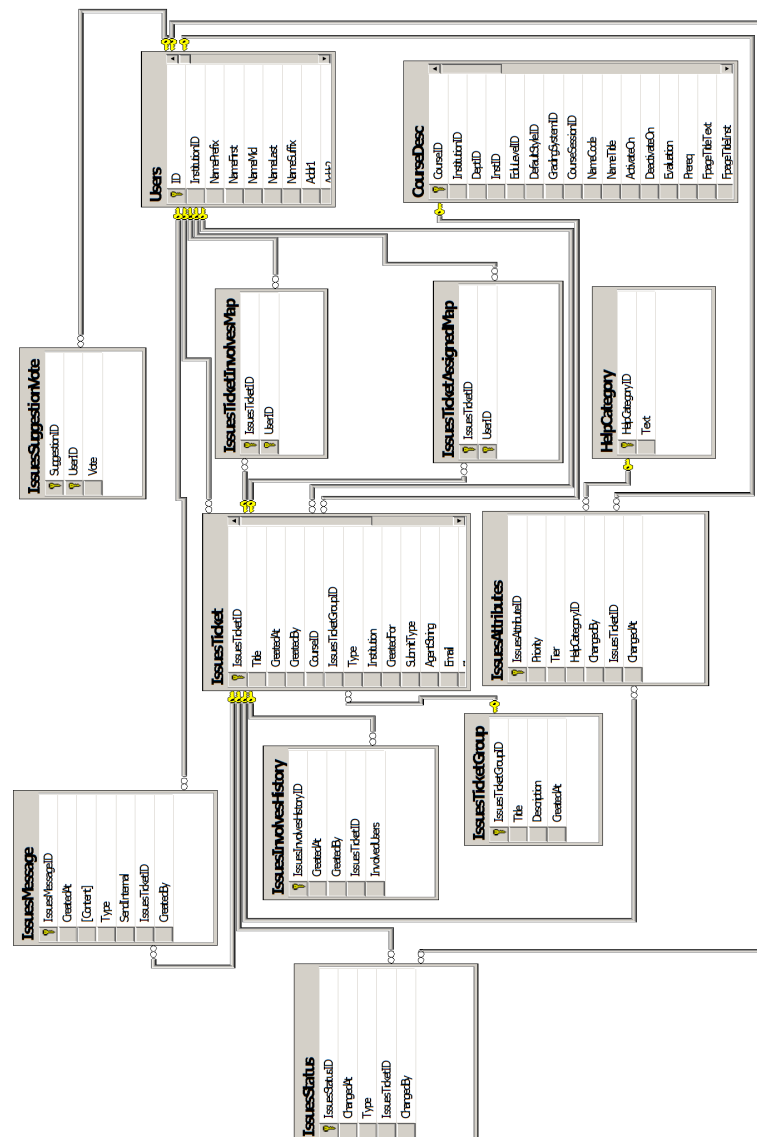 IssuesStatus
IssuesStatusID
ChangedAt
Type
IssuesTicketID
ChangedBy
IssuesMessage
IssuesMessageID
CreatedAt
[Content]
Type
SendInternal
IssuesTicketID
CreatedBy
IssuesInvolvesHistory
IssuesInvolvesHistoryID
CreatedAt
CreatedBy
IssuesTicketID
InvolvedUsers
IssuesTicketGroup
IssuesTicketGroupID
Title
Description
CreatedAt
IssuesTicket
IssuesTicketID
Title
CreatedAt
CreatedBy
CourseID
IssuesTicketGroupID
Type
Institution
CreatedFor
SubmitType
AgentString
Email
IssuesAttributes
IssuesAttributeID
Priority
Tier
HelpCategoryID
ChangedBy
IssuesTicketID
ChangedAt
IssuesSuggestionVote
SuggestionID
UserID
Vote
IssuesTicketInvolvesMap
IssuesTicketID
UserID
IssuesTicketAssignedMap
IssuesTicketID
UserID
HelpCategory
HelpCategoryID
Text
Users
ID
InstitutionID
NamePrefix
NameFirst
NameMid
NameLast
NameSuffix
Addr1
Addr2
CourseDesc
CourseID
InstitutionID
DeptID
InstID
EduLevelID
DefaultStyleID
GradingSystemID
CourseSessionID
NameCode
NameTitle
ActivateOn
DeactivateOn
Evaluation
Prereq
FpageTitleText
FpageTitleInst